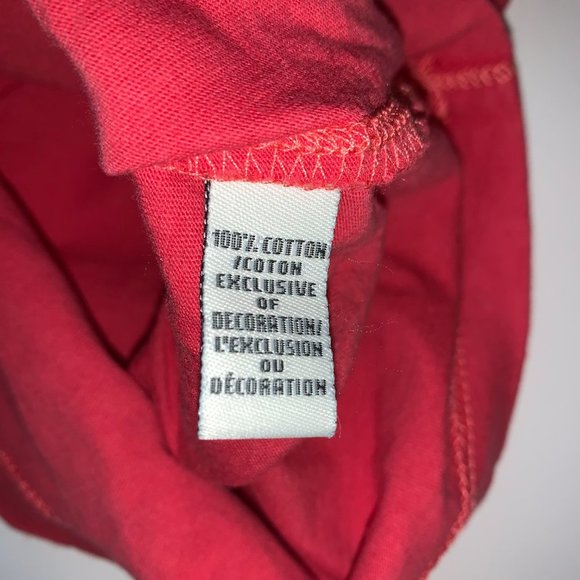 100% COTTON
/COTON
EXCLUSIVE
OF
DECORATION/
L'EXCLUSION
OU
DÉCORATION